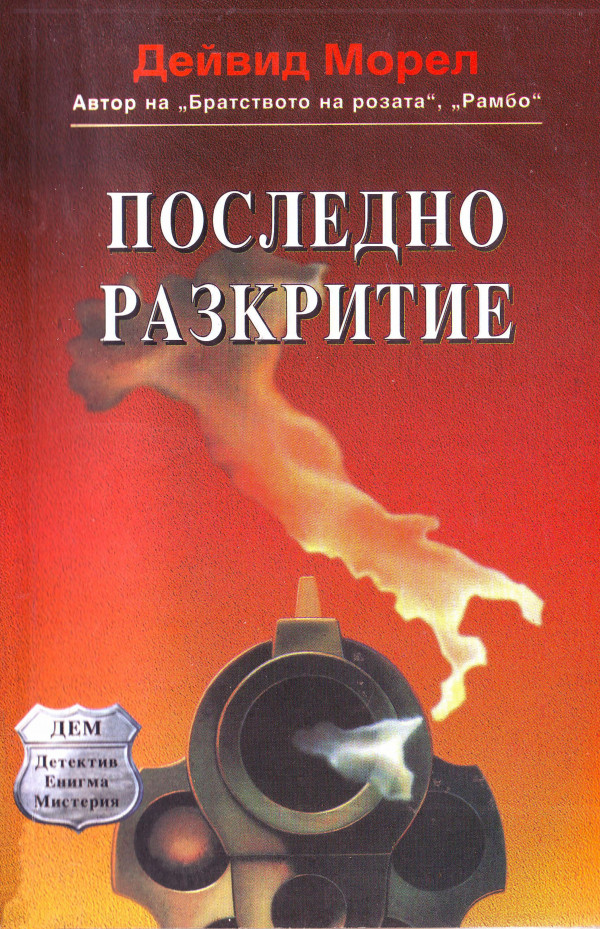 Дейвид Морел
Автор на „Братството на розата“, „Рамбо“
ПОСЛЕДНО
РАЗКРИТИЕ
ДЕМ
Детектив
Енигма
Мистерия